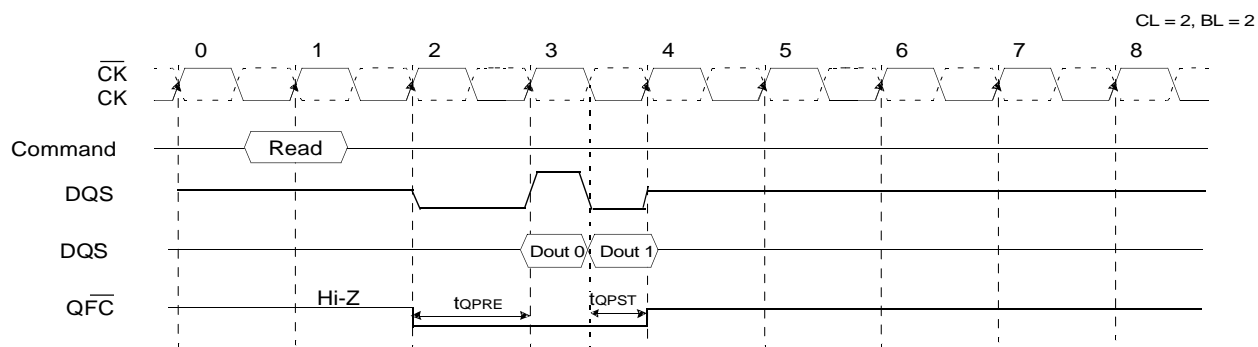 CL = 2, BL = 2
0 1 2 3 4 5 6 7 8
CK
CK
Command Read
DQS
DQS Dout 0 Dout 1
QFC Hi-Z tQPRE tQPST